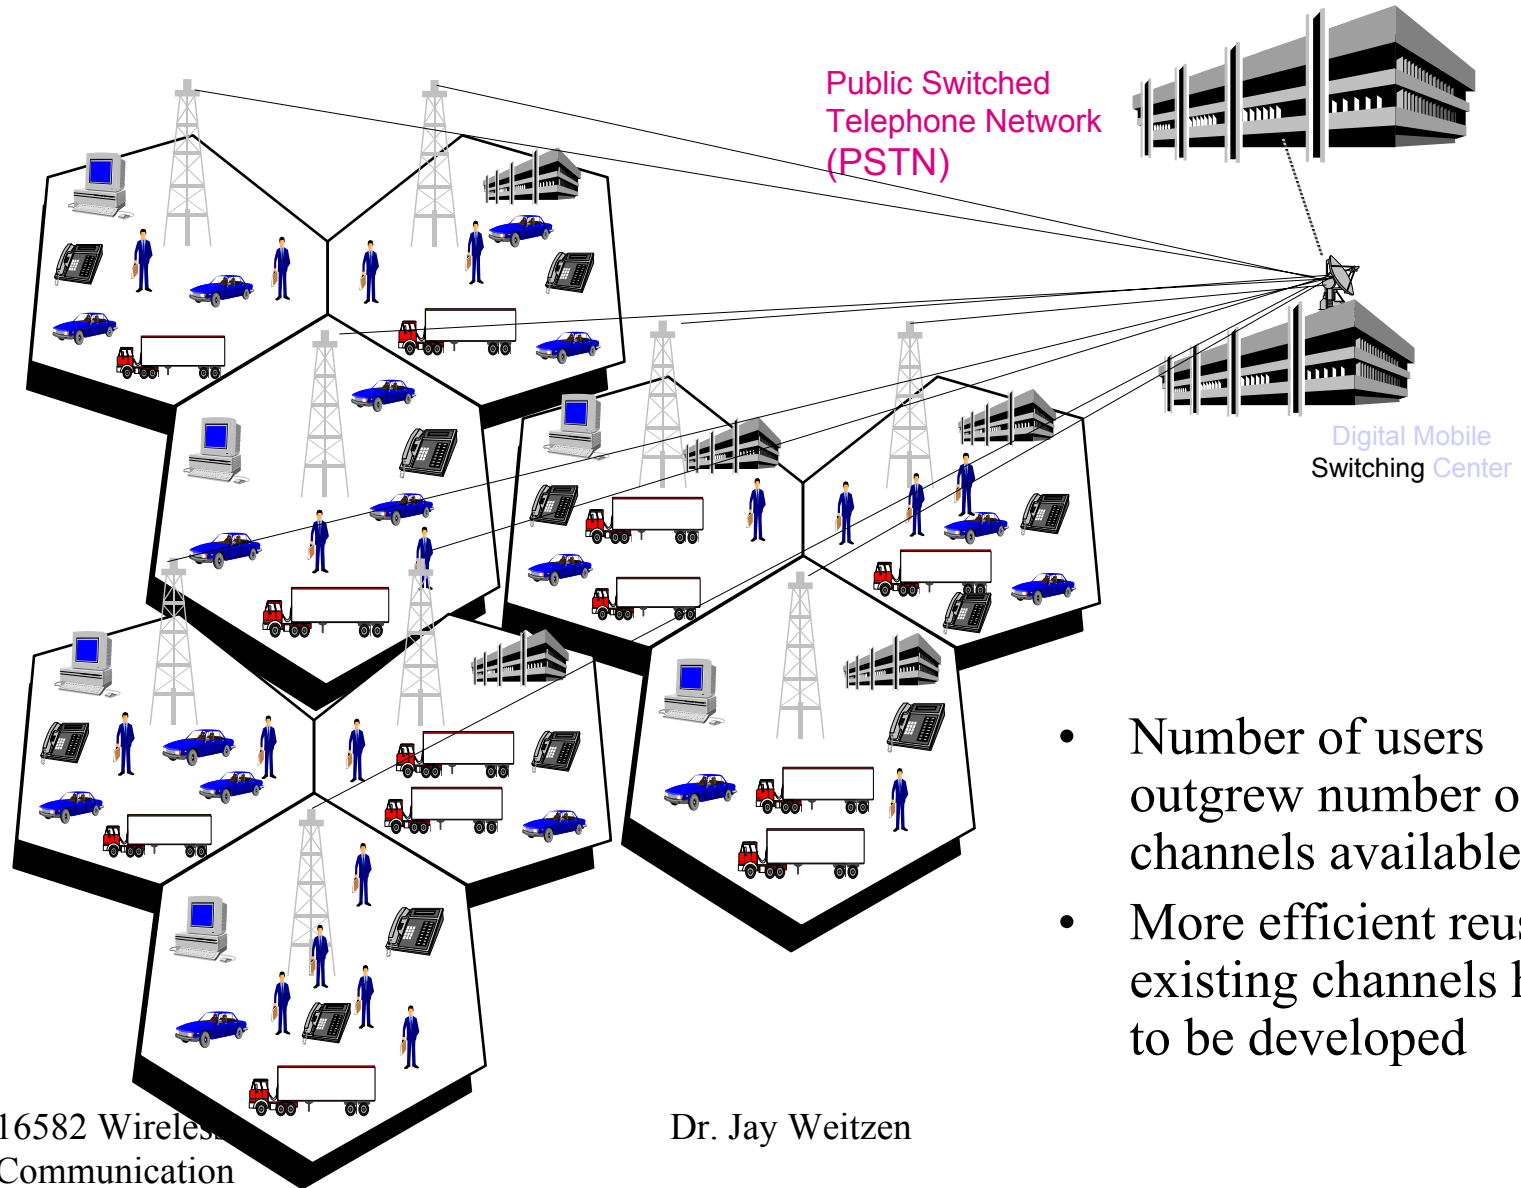 Public Switched
Telephone Network
(PSTN)
Digital Mobile
Switching Center
• Number of users
outgrew number o
channels available
• More efficient reus
existing channels h
to be developed
16582 Wireless
Communication
Dr. Jay Weitzen